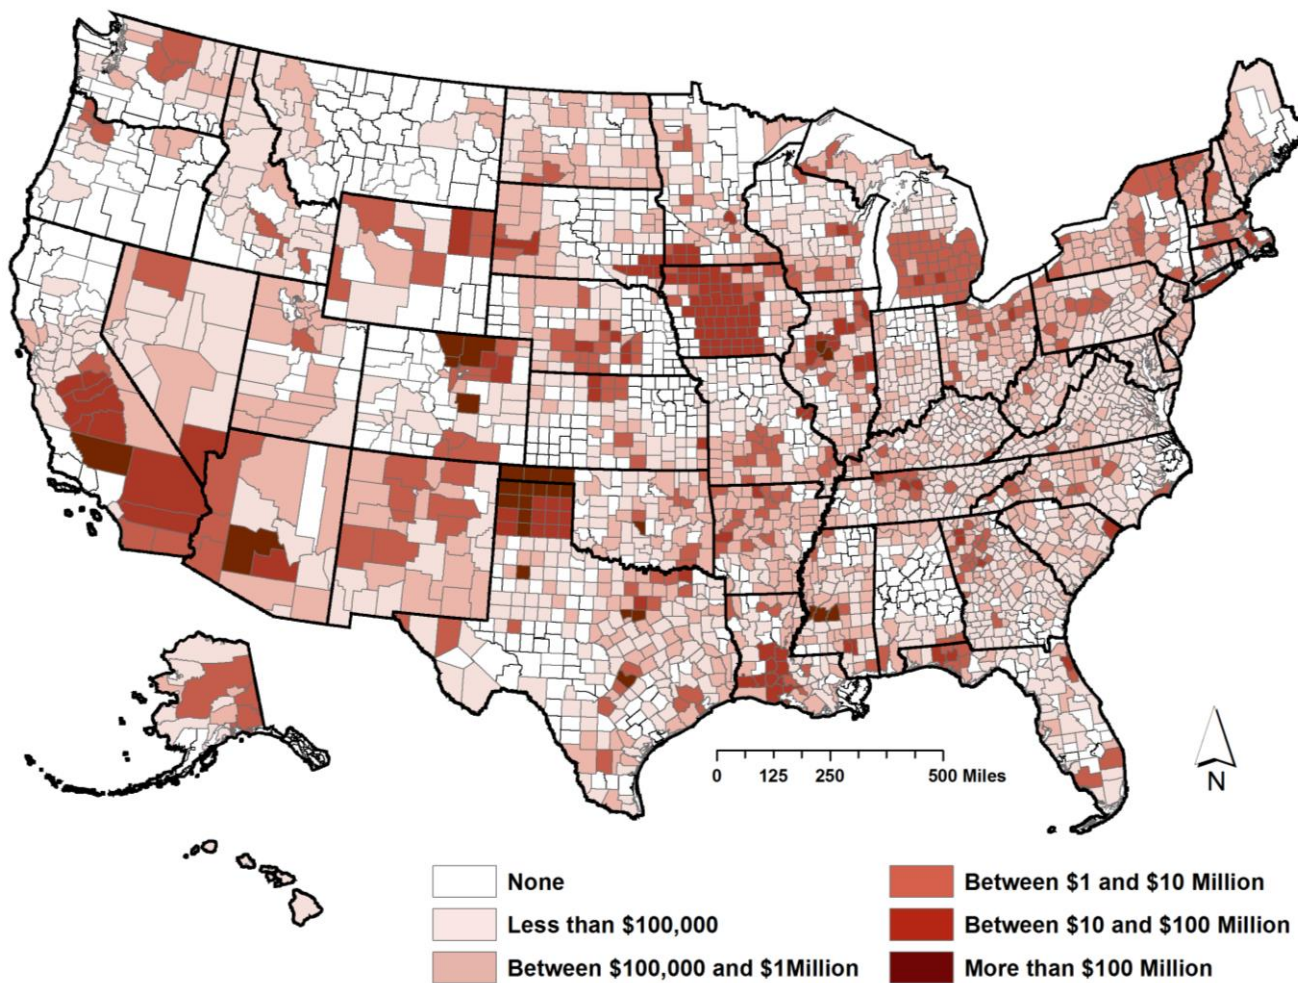 0 125 250 500 Miles
N
None
Less than $100,000
Between $100,000 and $1Million
Between $1 and $10 Million
Between $10 and $100 Million
More than $100 Million